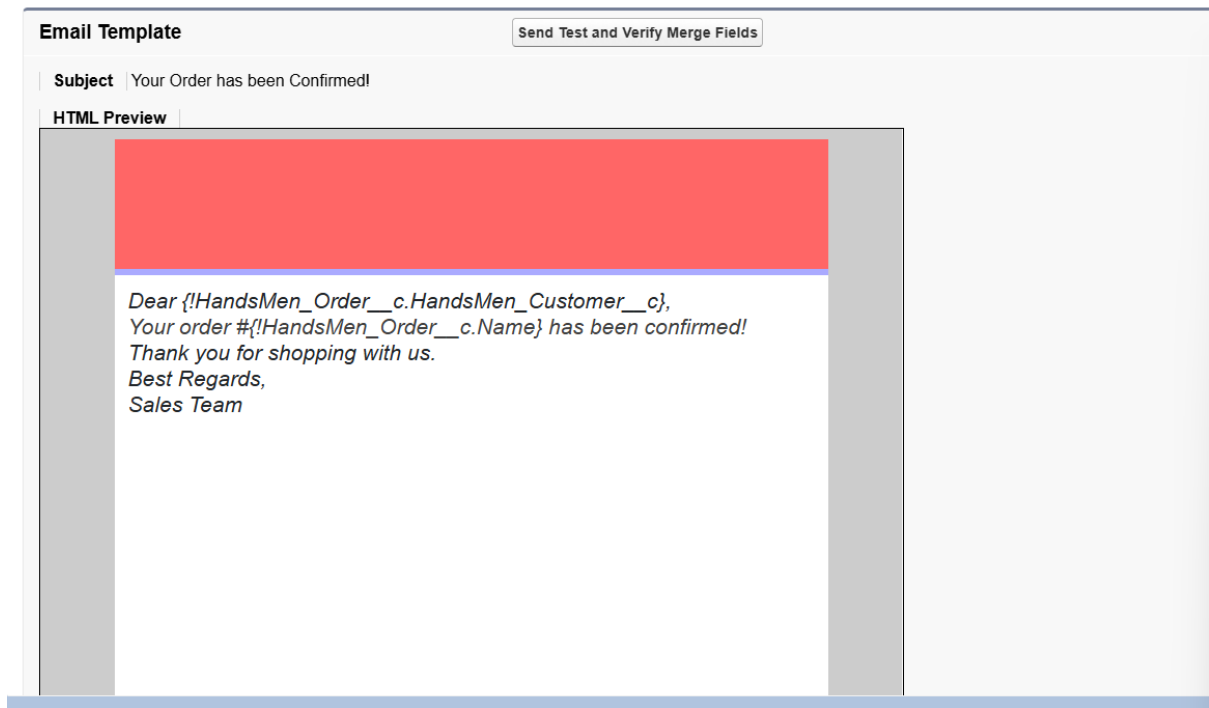 Email Template
Send Test and Verify Merge Fields
Subject Your Order has been Confirmed!
HTML Preview
Dear {!HandsMen_Order__c.HandsMen_Customer__c},
Your order #{!HandsMen_Order__c.Name} has been confirmed!
Thank you for shopping with us.
Best Regards,
Sales Team